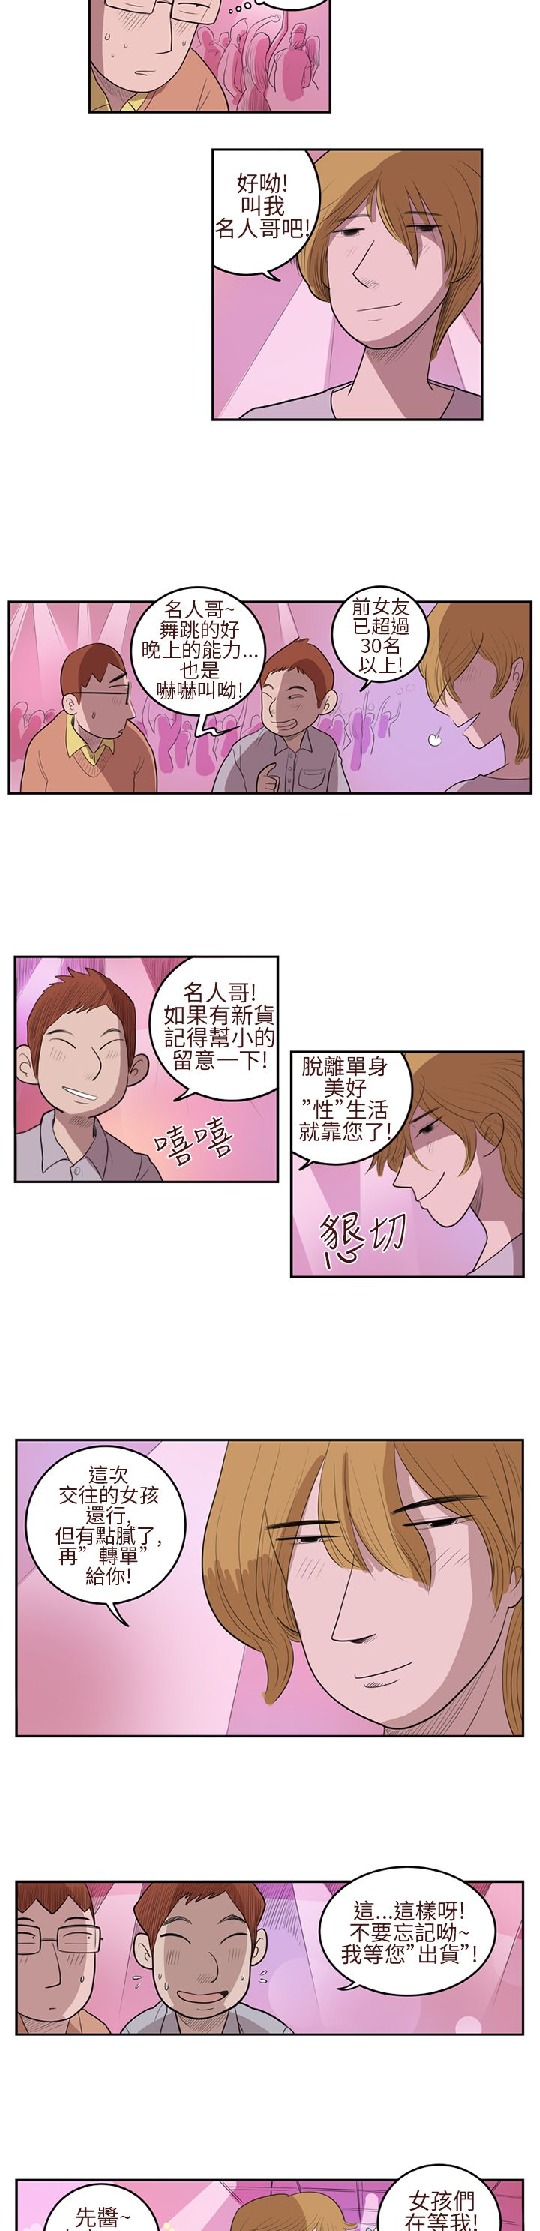 好呦!
叫我
名人哥吧!
名人哥~
舞跳的好
晚上的能力...
也是
嚇嚇叫呦!
前女友
已超過
30名
以上!
名人哥!
如果有新貨
記得幫小的
留意一下!
嘻嘻
脫離單身
美好
”性”生活
就靠您了!
懇切
這次
交往的女孩
還行,
但有點膩了,
再”轉單”
給你!
這...這樣呀!
不要忘記呦~
我等您”出貨”!
先醬~
女孩們
在等我!